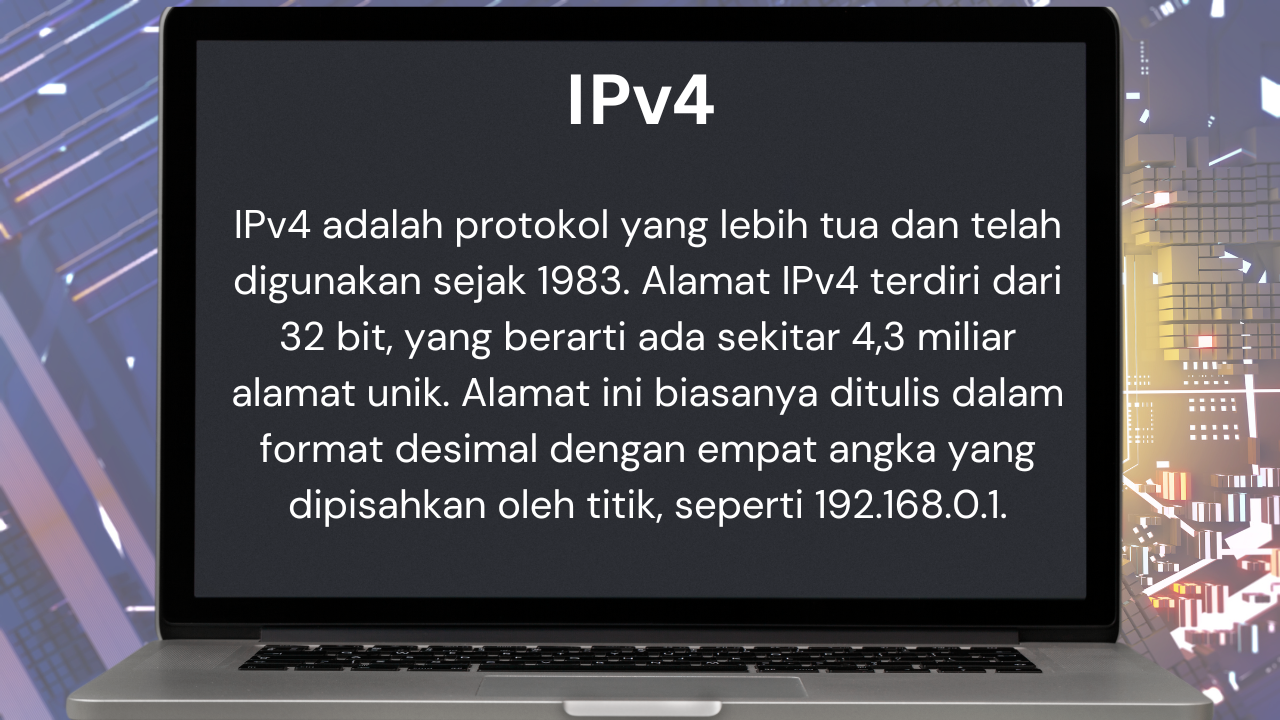 IPv4
IPv4 adalah protokol yang lebih tua dan telah
digunakan sejak 1983. Alamat IPv4 terdiri dari
32 bit, yang berarti ada sekitar 4,3 miliar
alamat unik. Alamat ini biasanya ditulis dalam
format desimal dengan empat angka yang
dipisahkan oleh titik, seperti 192.168.0.1.